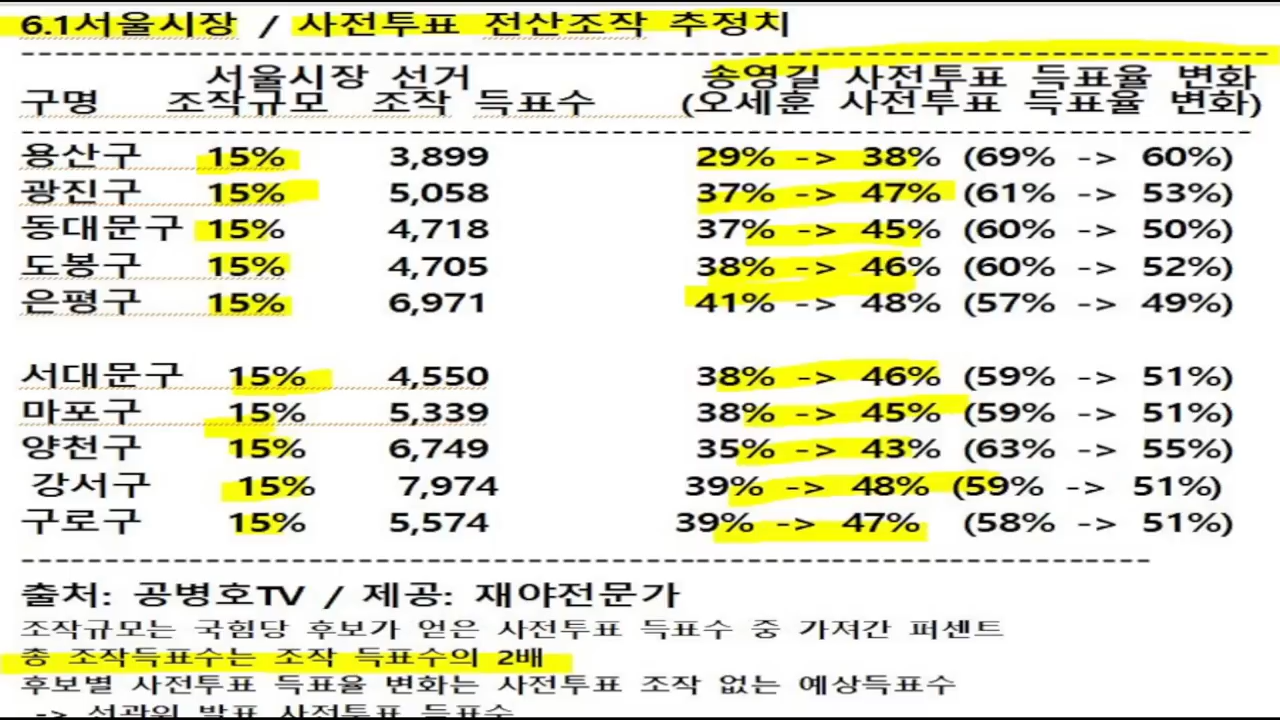 6.1서울시장 / 사전투표 전산조작 추정치
서울시장 선거 송영길 사전투표 득표율 변화
구명 조작규모 조작 득표수 (오세훈 사전투표 득표율 변화)
용산구 15% 3,899 29% -> 38% (69% -> 60%)
광진구 15% 5,058 37% -> 47% (61% -> 53%)
동대문구 15% 4,718 37% -> 45% (60% -> 50%)
도봉구 15% 4,705 38% -> 46% (60% -> 52%)
은평구 15% 6,971 41% -> 48% (57% -> 49%)
서대문구 15% 4,550 38% -> 46% (59% -> 51%)
마포구 15% 5,339 38% -> 45% (59% -> 51%)
양천구 15% 6,749 35% -> 43% (63% -> 55%)
강서구 15% 7,974 39% -> 48% (59% -> 51%)
구로구 15% 5,574 39% -> 47% (58% -> 51%)
출처: 공병호TV / 제공: 재야전문가
조작규모는 국힘당 후보가 얻은 사전투표 득표수 중 가져간 퍼센트
총 조작득표수는 조작 득표수의 2배
후보별 사전투표 득표율 변화는 사전투표 조작 없는 예상득표수
-> 선관위 발표 사전투표 득표수